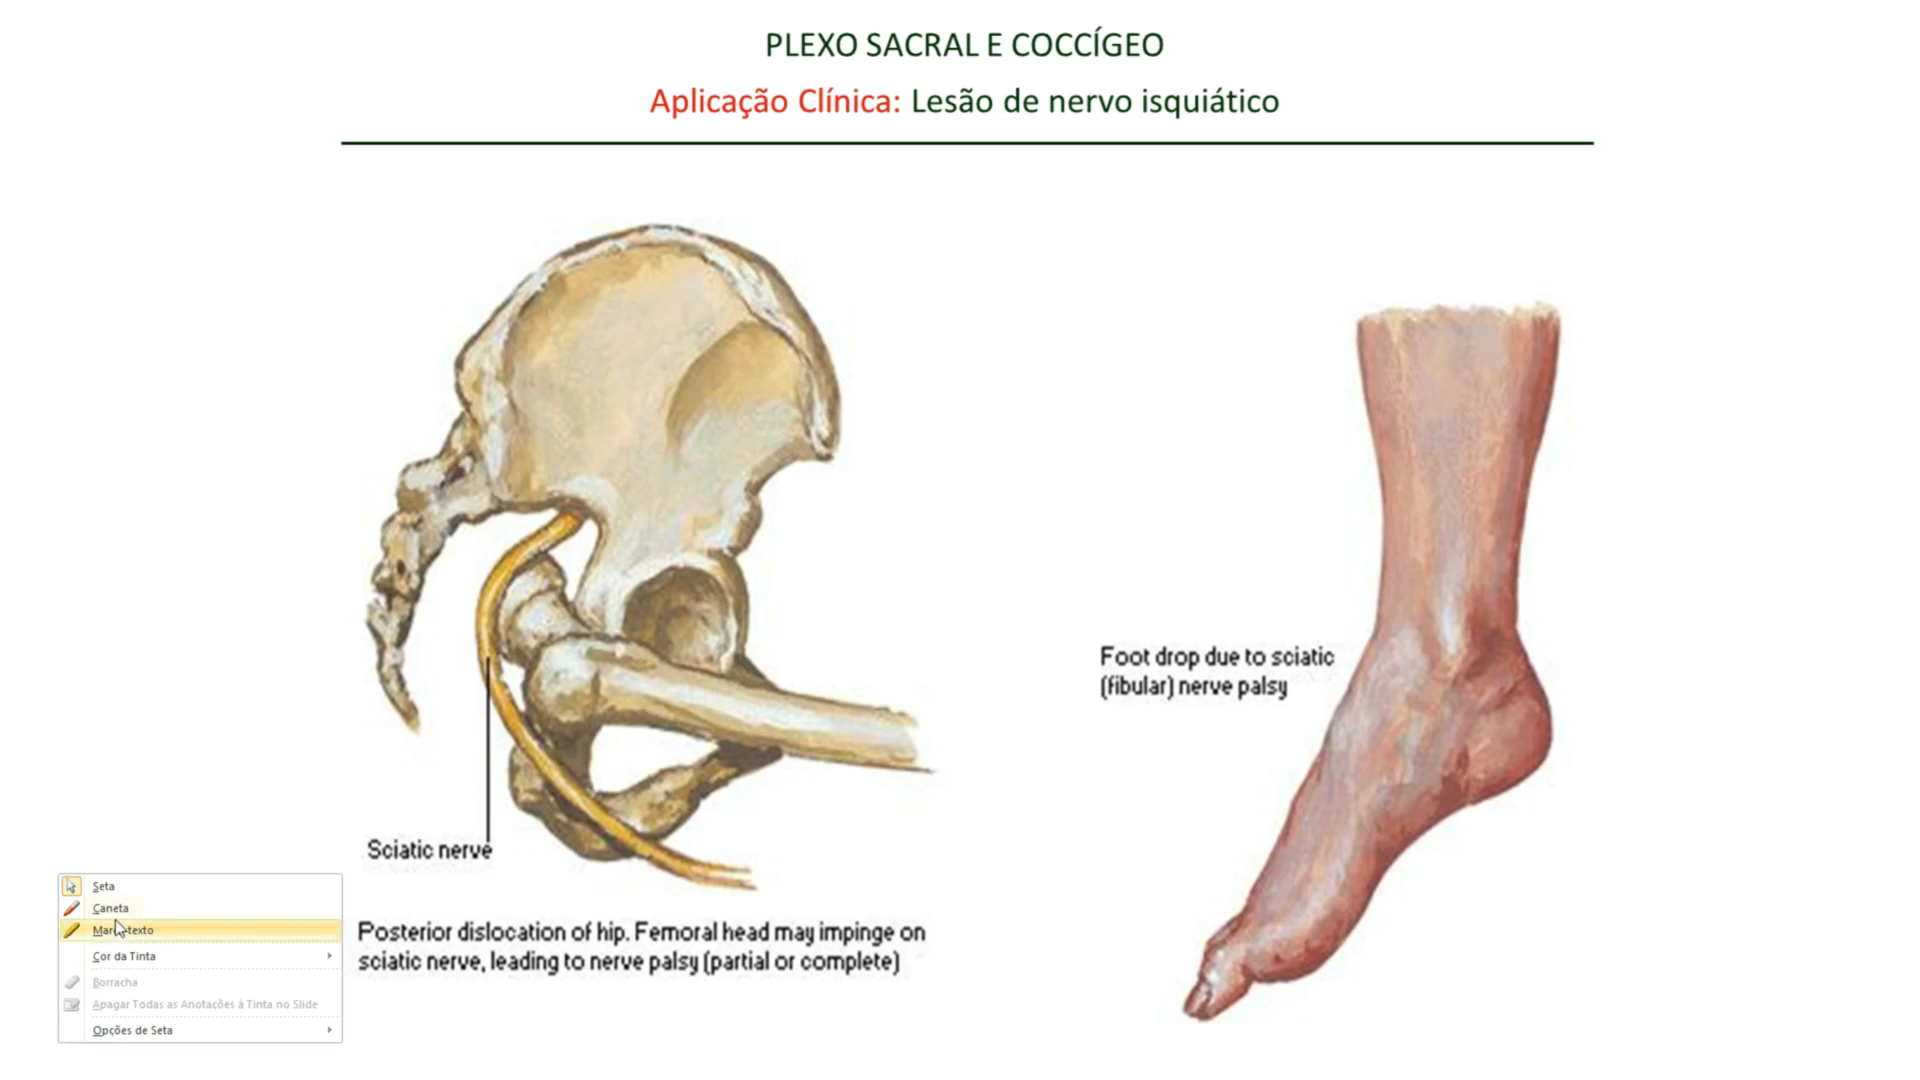 PLEXO SACRAL E COCCÍGEO
Aplicação Clínica: Lesão de nervo isquiático
Foot drop due to sciatic
(fibular) nerve palsy
Sciatic nerve
Posterior dislocation of hip. Femoral head may impinge on
sciatic nerve, leading to nerve palsy (partial or complete)
Seta
Caneta
Marca-texto
Cor da Tinta
Borracha
Apagar Todas as Anotações à Tinta no Slide
Opções de Seta